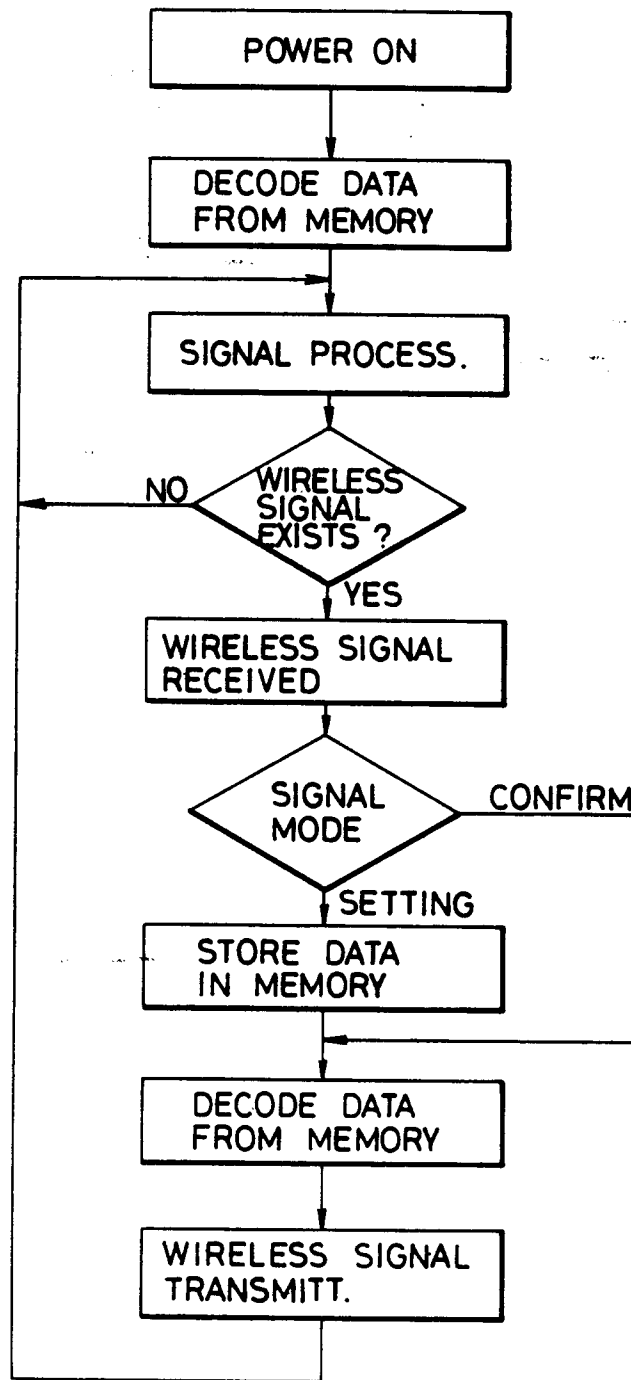 POWER ON
DECODE DATA
FROM MEMORY
SIGNAL PROCESS.
NO
WIRELESS
SIGNAL
EXISTS ?
YES
WIRELESS SIGNAL
RECEIVED
SIGNAL
MODE
CONFIRM
SETTING
STORE DATA
IN MEMORY
DECODE DATA
FROM MEMORY
WIRELESS SIGNAL
TRANSMITT.